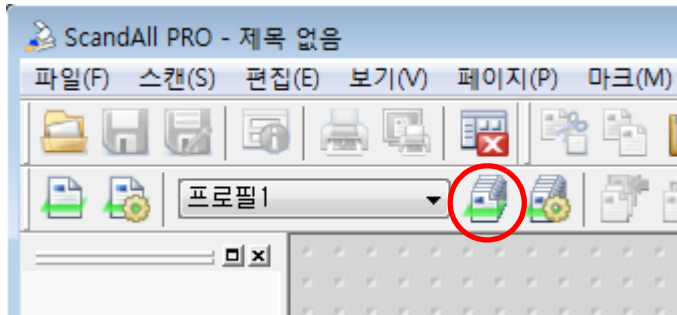 ScandAll PRO - 제목 없음
파일(F) 스캔(S) 편집(E) 보기(V) 페이지(P) 마크(M)
프로필1